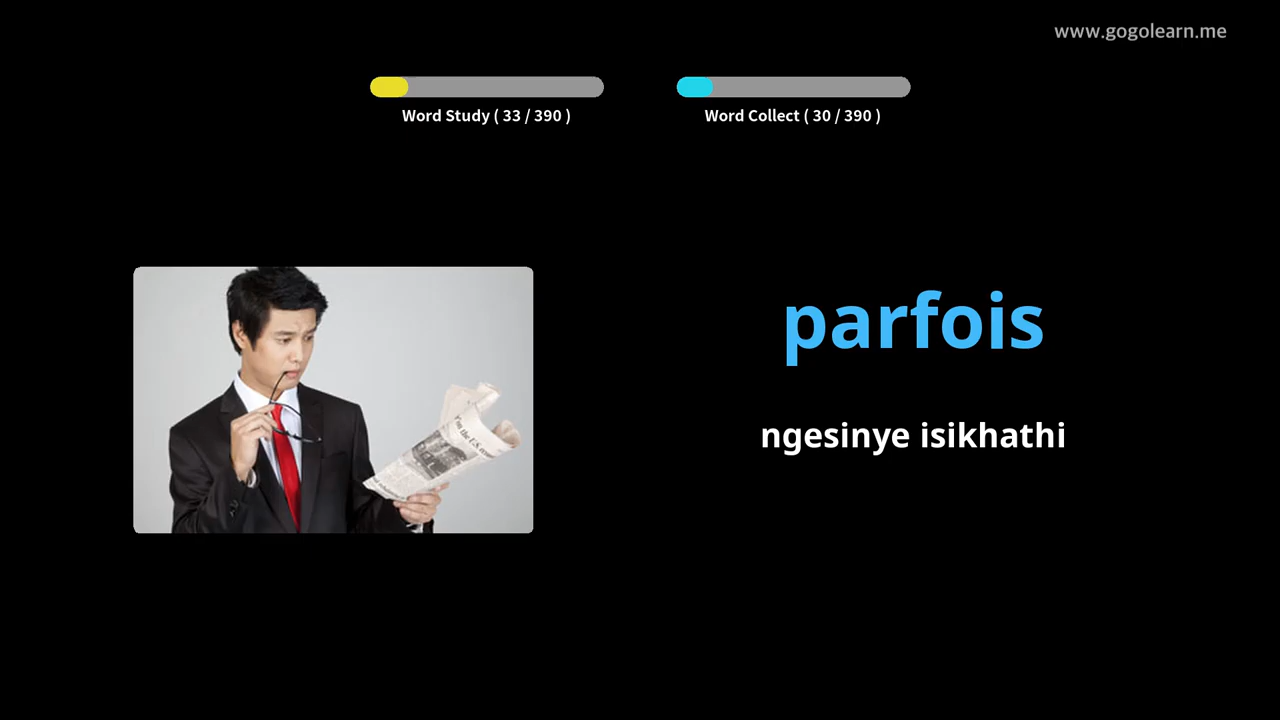 www.gogolearn.me
Word Study ( 33 / 390 )
Word Collect ( 30 / 390 )
parfois
ngesinye isikhathi